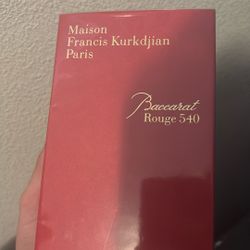 Maison
Francis Kurkdjian
Paris
Baccarat
Rouge 540